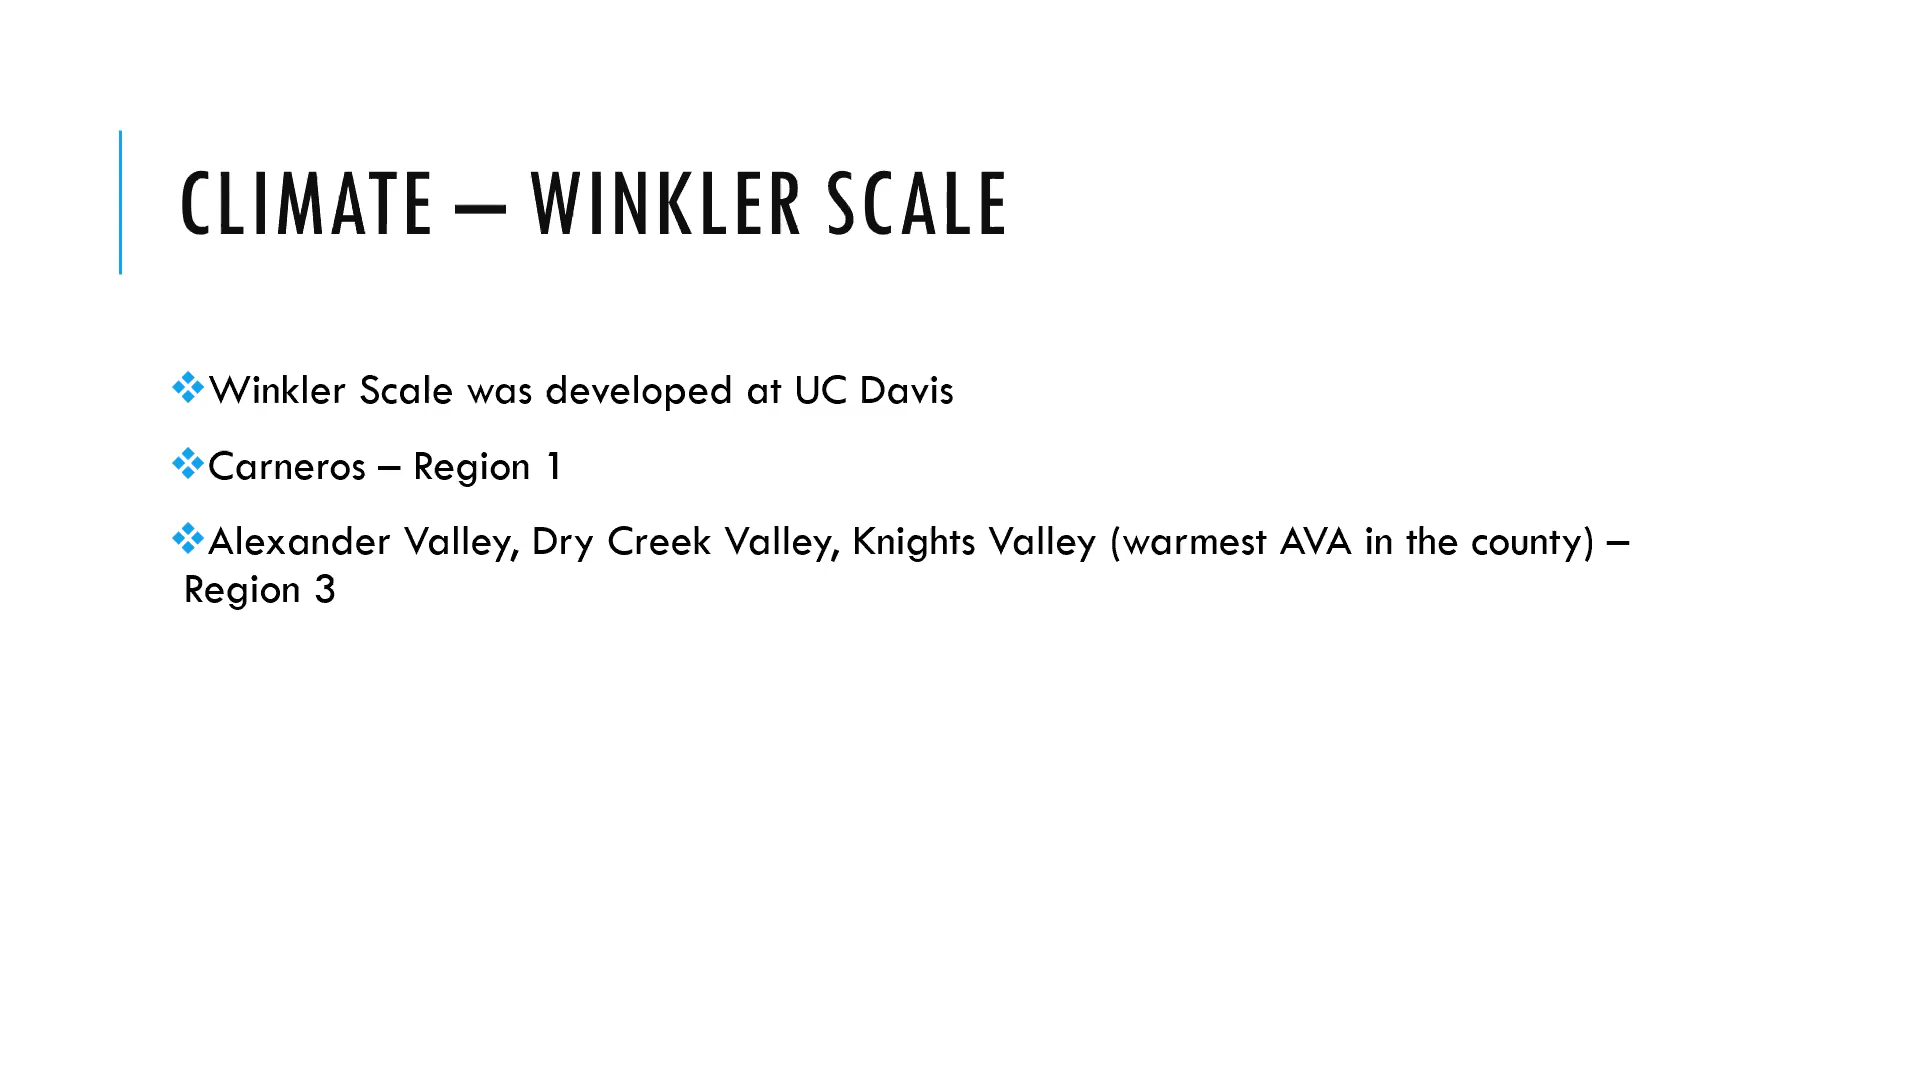 CLIMATE – WINKLER SCALE
❖Winkler Scale was developed at UC Davis
❖Carneros – Region 1
❖Alexander Valley, Dry Creek Valley, Knights Valley (warmest AVA in the county) –
Region 3